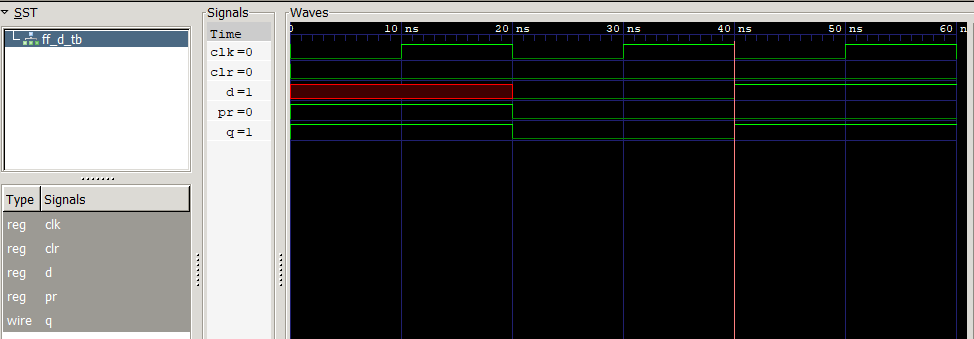 SST
ff_d_tb
Type Signals
reg clk
reg clr
reg d
reg pr
wire q
Signals
Time
clk=0
clr=0
d=1
pr=0
q=1
Waves
0 10 ns 20 ns 30 ns 40 ns 50 ns 60 n